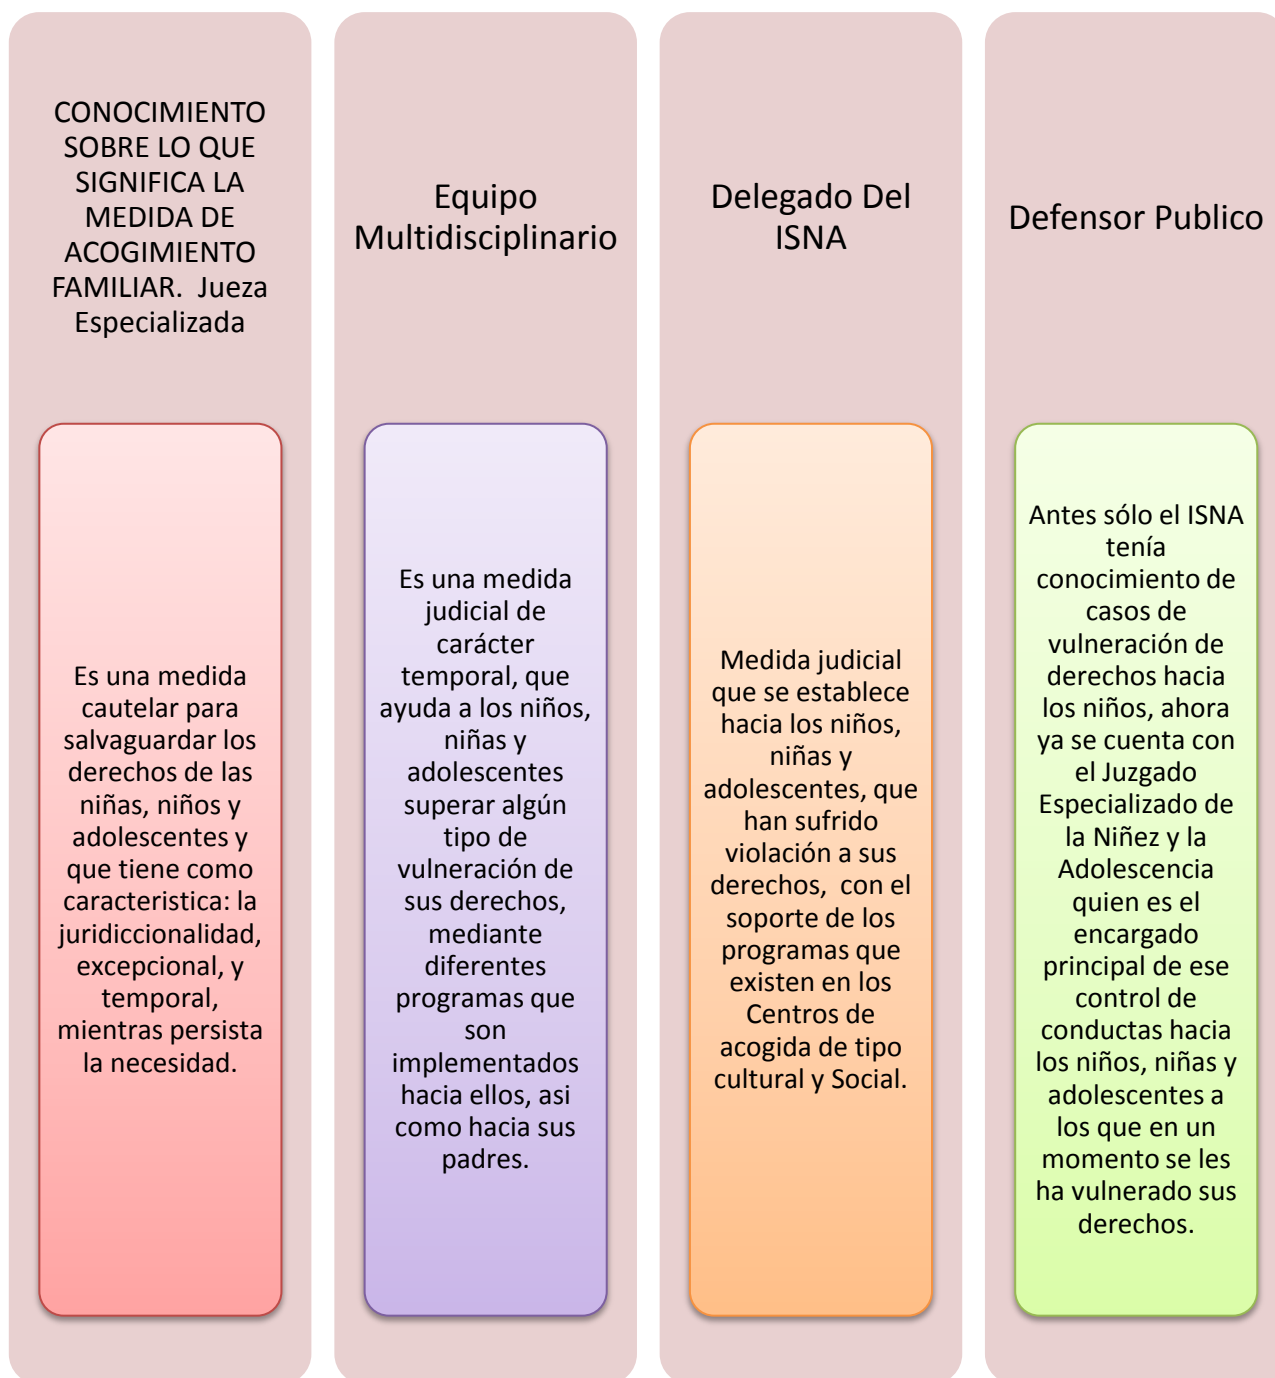 CONOCIMIENTO
SOBRE LO QUE
SIGNIFICA LA
MEDIDA DE
ACOGIMIENTO
FAMILIAR.  Jueza
Especializada
Es una medida
cautelar para
salvaguardar los
derechos de las
niñas, niños y
adolescentes y
que tiene como
caracteristica: la
juridiccionalidad,
excepcional, y
temporal,
mientras persista
la necesidad.
Equipo
Multidisciplinario
Es una medida
judicial de
carácter
temporal, que
ayuda a los niños,
niñas y
adolescentes
superar algún
tipo de
vulneración de
sus derechos,
mediante
diferentes
programas que
son
implementados
hacia ellos, asi
como hacia sus
padres.
Delegado Del
ISNA
Medida judicial
que se establece
hacia los niños,
niñas y
adolescentes, que
han sufrido
violación a sus
derechos,  con el
soporte de los
programas que
existen en los
Centros de
acogida de tipo
cultural y Social.
Defensor Publico
Antes sólo el ISNA
tenía
conocimiento de
casos de
vulneración de
derechos hacia
los niños, ahora
ya se cuenta con
el Juzgado
Especializado de
la Niñez y la
Adolescencia
quien es el
encargado
principal de ese
control de
conductas hacia
los niños, niñas y
adolescentes a
los que en un
momento se les
ha vulnerado sus
derechos.